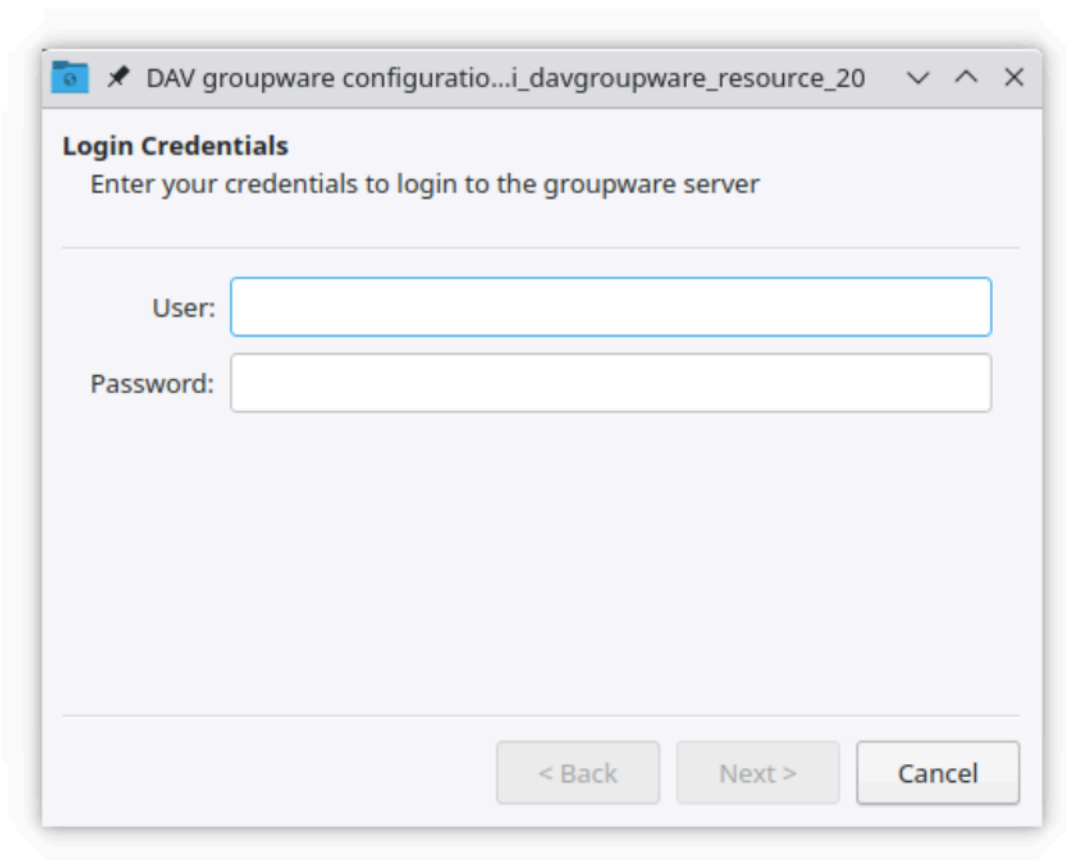 DAV groupware configuratio...i_davgroupware_resource_20
Login Credentials
Enter your credentials to login to the groupware server
User:
Password:
< Back
Next >
Cancel